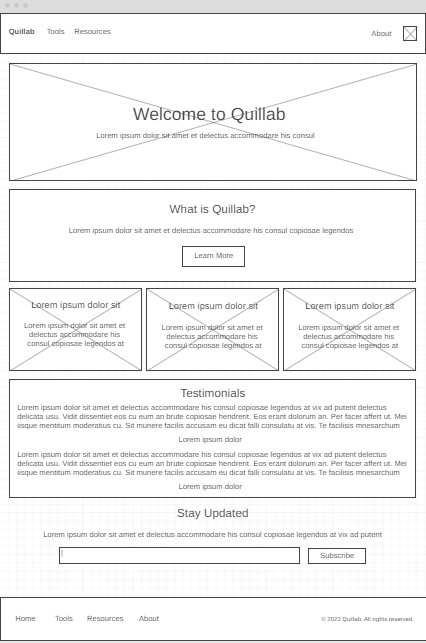 Quillab Tools Resources About
Welcome to Quillab
Lorem ipsum dolor sit amet et delectus accommodare his consul
What is Quillab?
Lorem ipsum dolor sit amet et delectus accommodare his consul copiosae legendos
Learn More
Lorem ipsum dolor sit
Lorem ipsum dolor sit amet et
delectus accommodare his
consul copiosae legendos at
Lorem ipsum dolor sit
Lorem ipsum dolor sit amet et
delectus accommodare his
consul copiosae legendos at
Lorem ipsum dolor sit
Lorem ipsum dolor sit amet et
delectus accommodare his
consul copiosae legendos at
Testimonials
Lorem ipsum dolor sit amet et delectus accommodare his consul copiosae legendos at vix ad putent delectus
delicata usu. Vidit dissentiet eos cu eum an brute copiosae hendrerit. Eos erant dolorum an. Per facer affert ut. Mei
iisque mentitum moderatius cu. Sit munere facilis accusam eu dicat falli consulatu at vis. Te facilisis mnesarchum
Lorem ipsum dolor
Lorem ipsum dolor sit amet et delectus accommodare his consul copiosae legendos at vix ad putent delectus
delicata usu. Vidit dissentiet eos cu eum an brute copiosae hendrerit. Eos erant dolorum an. Per facer affert ut. Mei
iisque mentitum moderatius cu. Sit munere facilis accusam eu dicat falli consulatu at vis. Te facilisis mnesarchum
Lorem ipsum dolor
Stay Updated
Lorem ipsum dolor sit amet et delectus accommodare his consul copiosae legendos at vix ad putent
Subscribe
Home Tools Resources About © 2023 Quillab. All rights reserved.